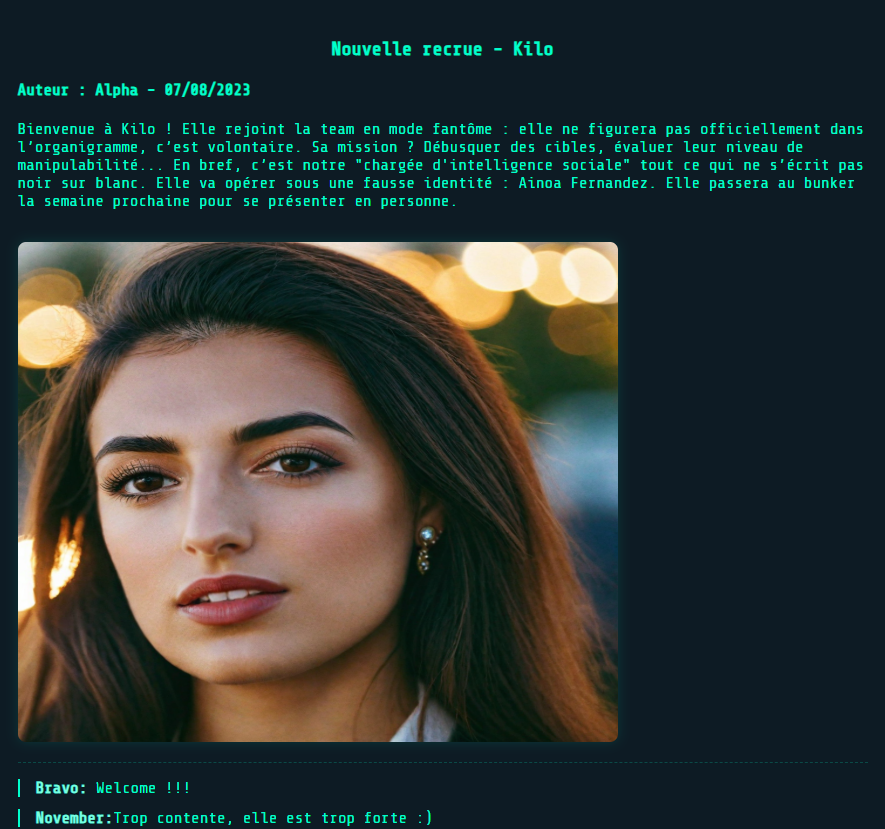 Nouvelle recrue - Kilo
Auteur : Alpha - 07/08/2023
Bienvenue à Kilo ! Elle rejoint la team en mode fantôme : elle ne figurera pas officiellement dans
l’organigramme, c’est volontaire. Sa mission ? Débusquer des cibles, évaluer leur niveau de
manipulabilité... En bref, c’est notre "chargée d'intelligence sociale" tout ce qui ne s’écrit pas
noir sur blanc. Elle va opérer sous une fausse identité : Ainoa Fernandez. Elle passera au bunker
la semaine prochaine pour se présenter en personne.
Bravo: Welcome !!!
November:Trop contente, elle est trop forte :)